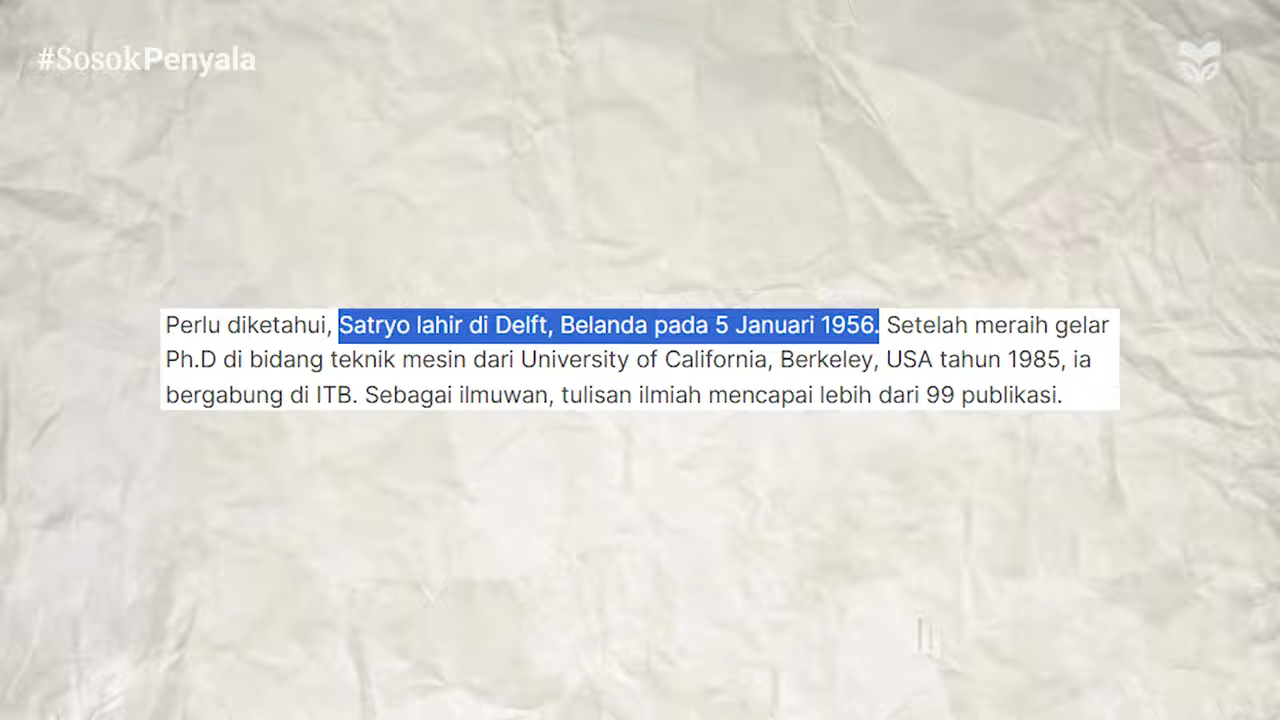 #SosokPenyala
Perlu diketahui, Satryo lahir di Delft, Belanda pada 5 Januari 1956. Setelah meraih gelar
Ph.D di bidang teknik mesin dari University of California, Berkeley, USA tahun 1985, ia
bergabung di ITB. Sebagai ilmuwan, tulisan ilmiah mencapai lebih dari 99 publikasi.